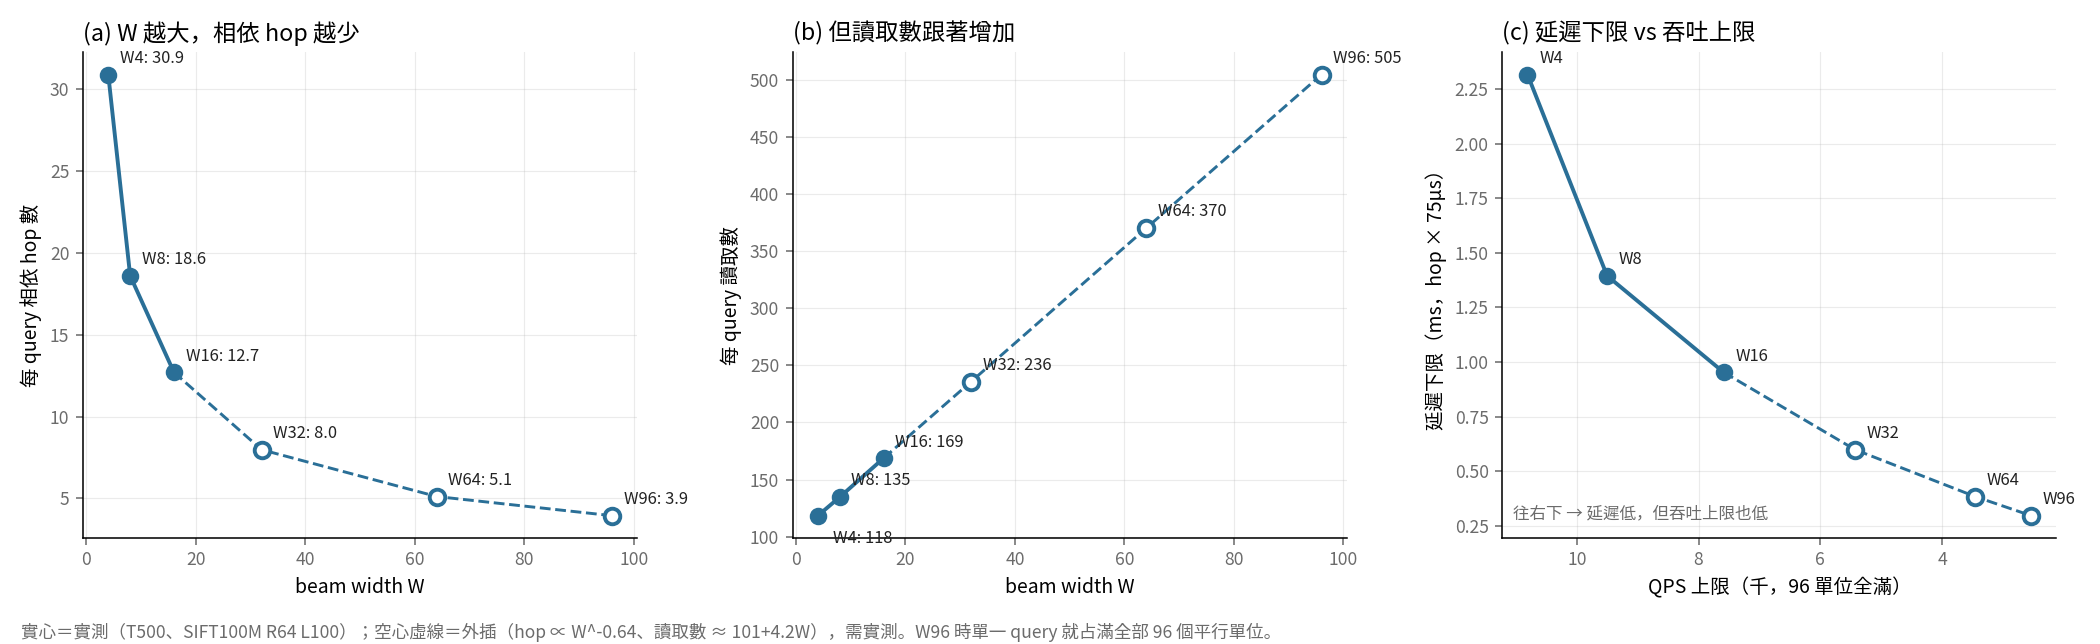 (a) W 越大，相依 hop 越少
W4: 30.9
W8: 18.6
W16: 12.7
W32: 8.0
W64: 5.1
W96: 3.9
30
25
20
15
10
5
0
20
40
60
80
100
每 query 相依 hop 數
beam width W
(b) 但讀取數跟著增加
W96: 505
W64: 370
W32: 236
W16: 169
W8: 135
W4: 118
500
450
400
350
300
250
200
150
100
0
20
40
60
80
100
每 query 讀取數
beam width W
(c) 延遲下限 vs 吞吐上限
W4
W8
W16
W32
W64
W96
2.25
2.00
1.75
1.50
1.25
1.00
0.75
0.50
0.25
10
8
6
4
延遲下限（ms，hop × 75µs）
往右下 → 延遲低，但吞吐上限也低
QPS 上限（千，96 單位全滿）
實心＝實測（T500、SIFT100M R64 L100）；空心虛線＝外插（hop ∝ W^-0.64、讀取數 ≈ 101+4.2W），需實測。W96 時單一 query 就占滿全部 96 個平行單位。